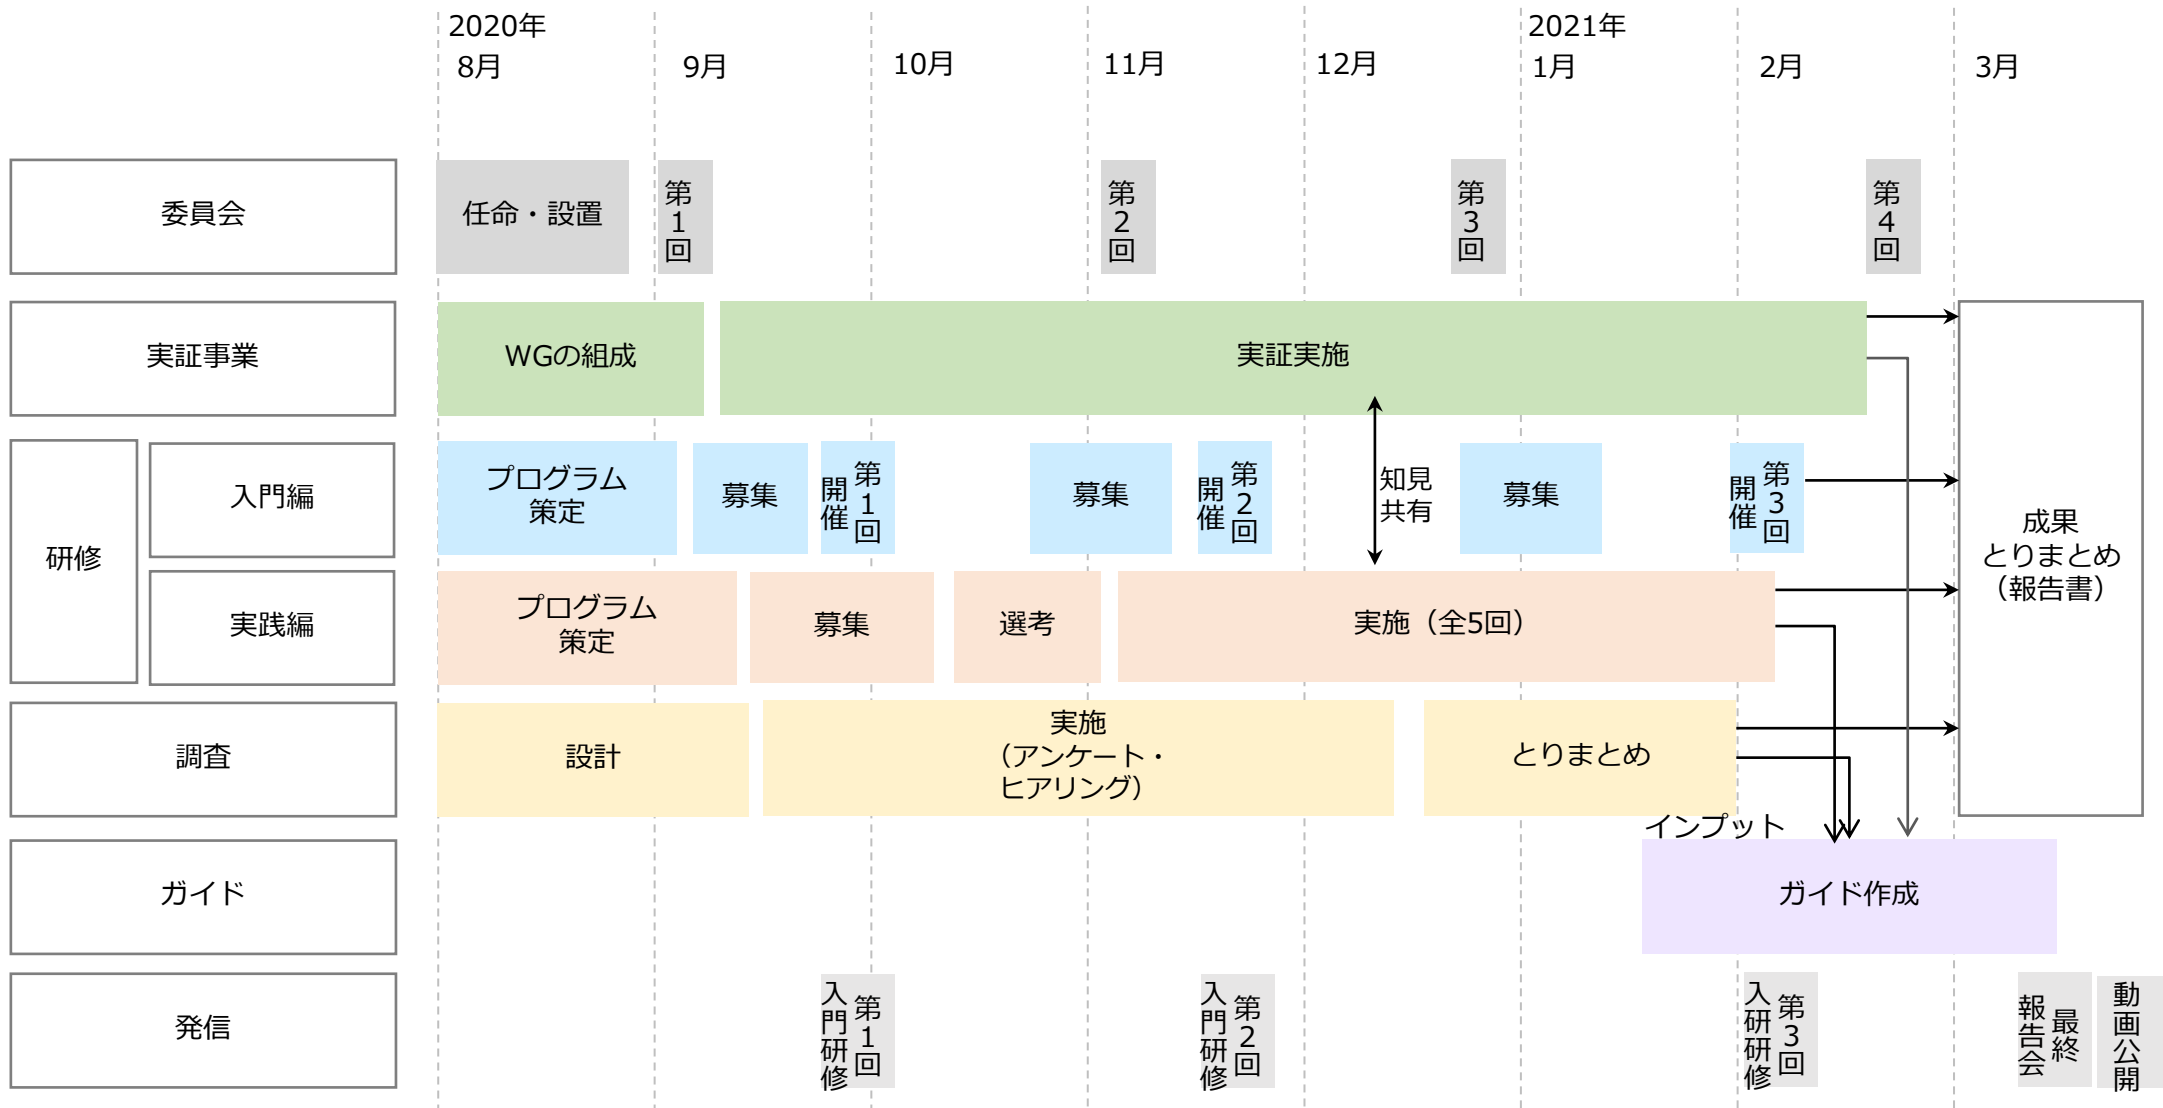 2020年
8月
9月
10月
11月
12月
2021年
1月
2月
3月
委員会
任命・設置
第1回
第2回
第3回
第4回
実証事業
WGの組成
実証実施
研修
入門編
プログラム
策定
募集
第1回
開催
募集
第2回
開催
知見
共有
募集
第3回
開催
実践編
プログラム
策定
募集
選考
実施（全5回）
調査
設計
実施
（アンケート・
ヒアリング）
とりまとめ
成果
とりまとめ
（報告書）
インプット
ガイド
ガイド作成
発信
第1回
入門研修
第2回
入門研修
第3回
入研研修
最終
報告会
動画公開